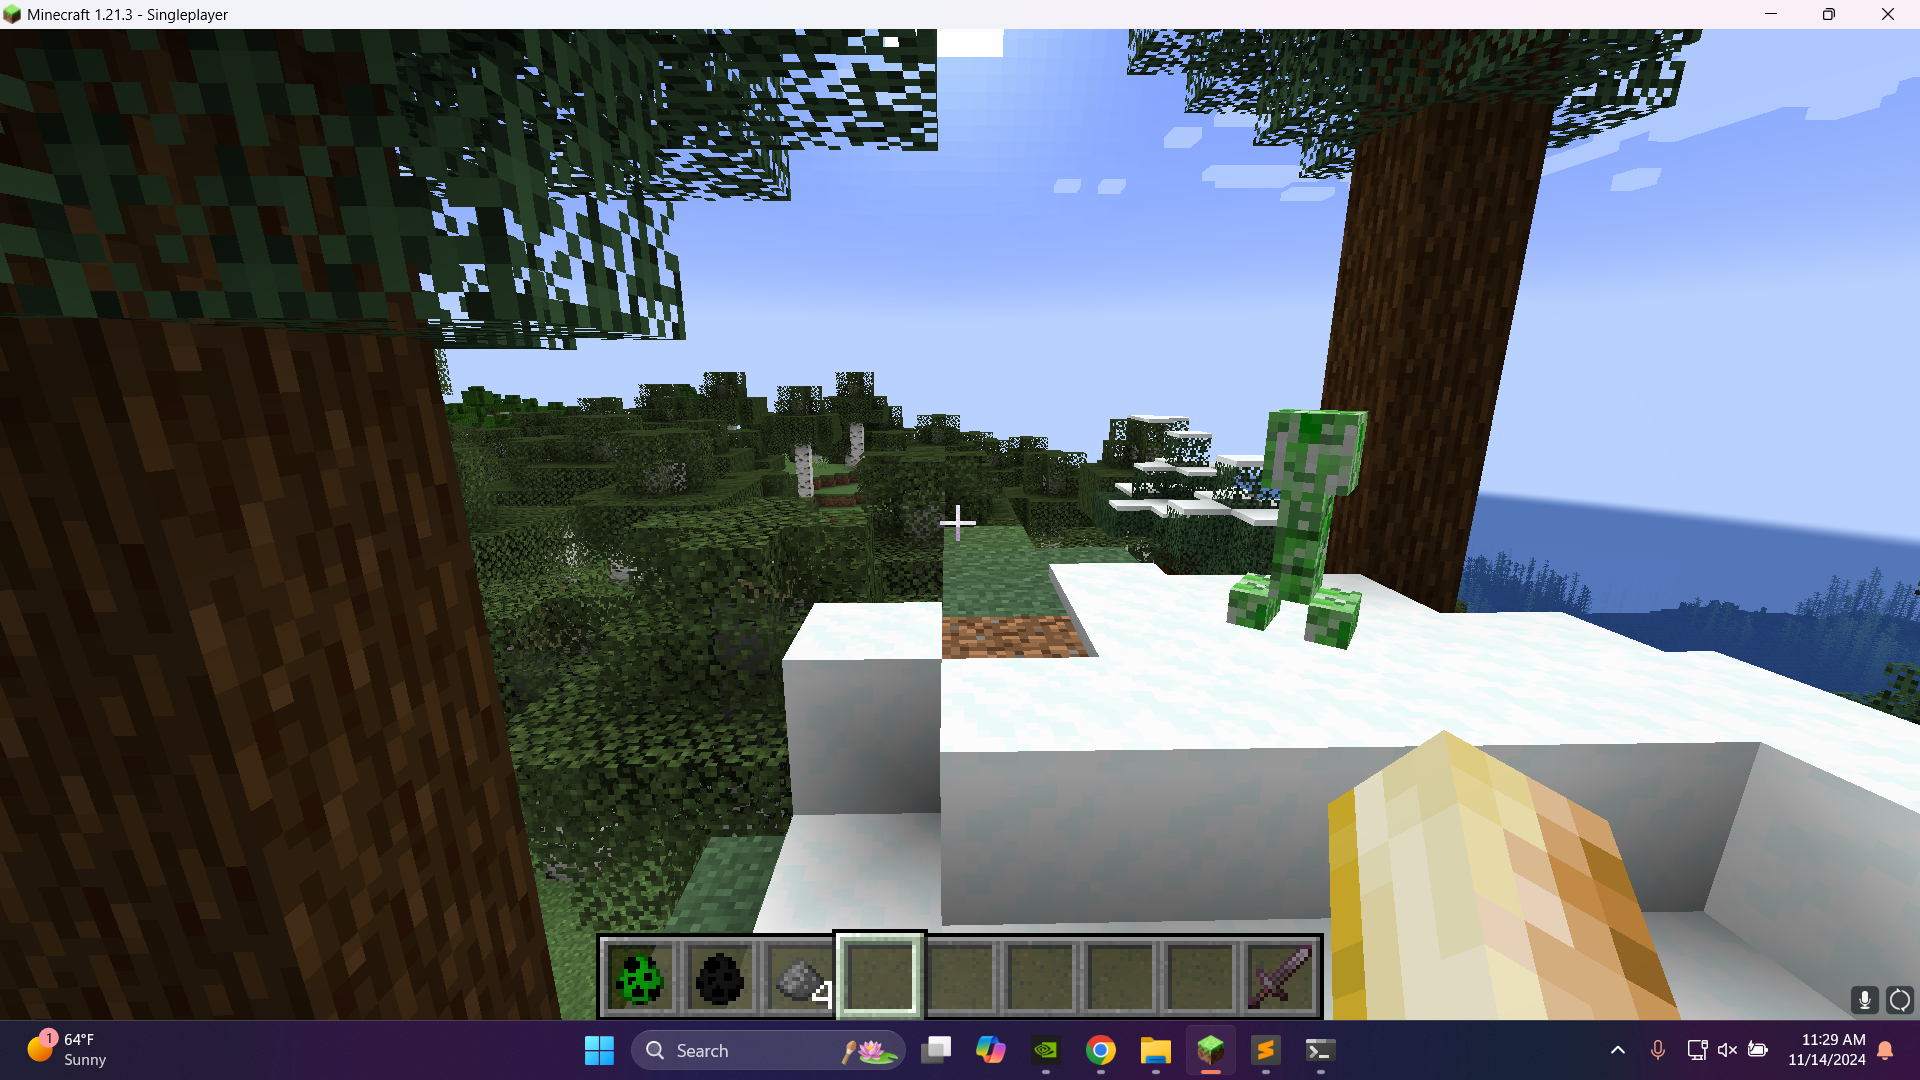 Minecraft 1.21.3 - Singleplayer
4
1
64°F
Sunny
Search
11:29 AM
11/14/2024